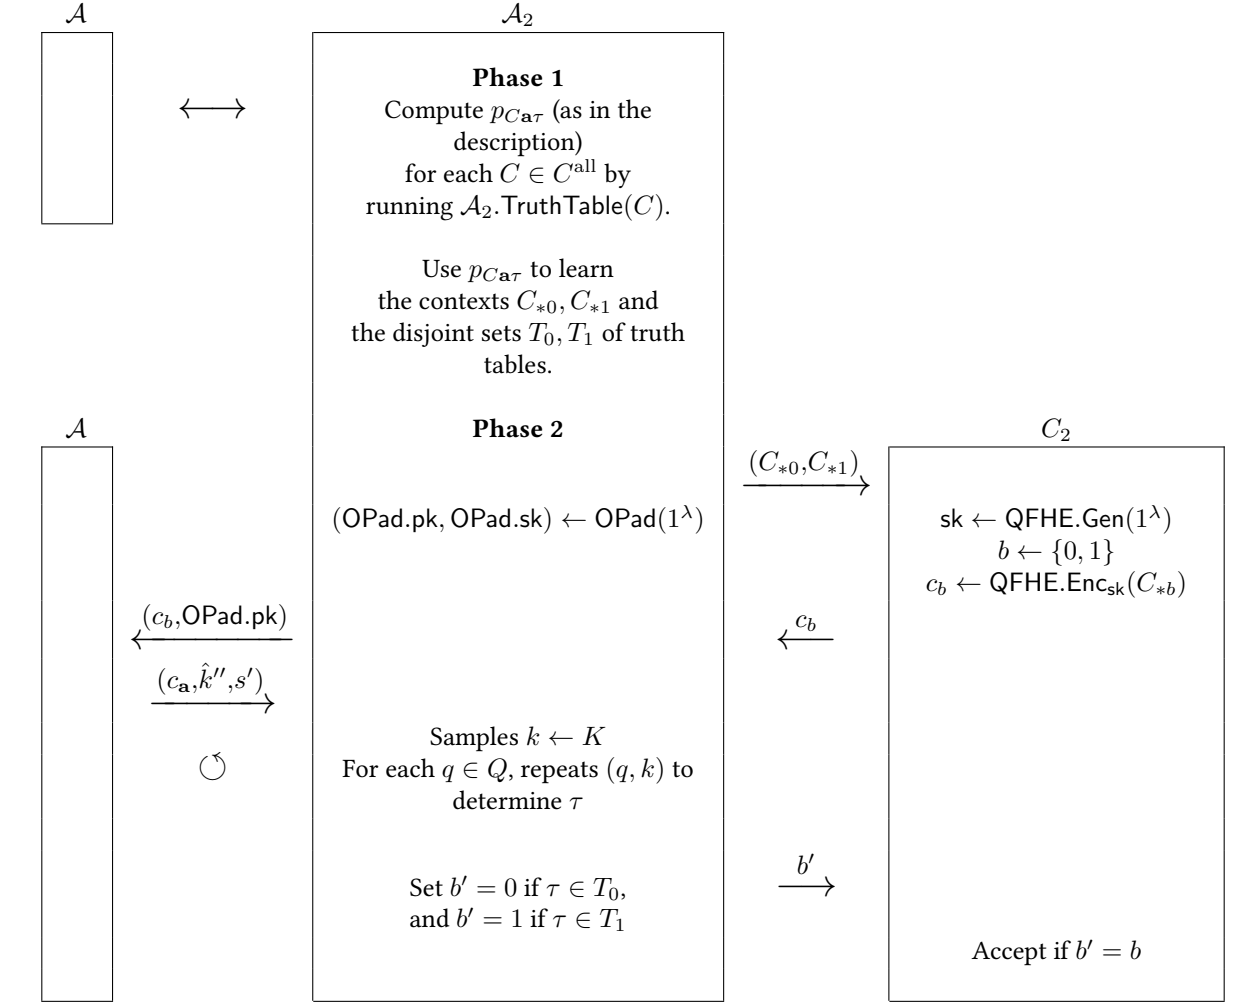 𝒜
𝒜₂
Phase 1
⟷
Compute p_{C𝐚τ} (as in the
description)
for each C ∈ C^{all} by
running 𝒜₂.TruthTable(C).
Use p_{C𝐚τ} to learn
the contexts C_{*0}, C_{*1} and
the disjoint sets T₀, T₁ of truth
tables.
𝒜
Phase 2
C₂
(C_{*0},C_{*1})
(OPad.pk, OPad.sk) ← OPad(1^λ)
sk ← QFHE.Gen(1^λ)
b ← {0, 1}
c_b ← QFHE.Enc_{sk}(C_{*b})
(c_b,OPad.pk)
c_b
(c_𝐚,k̂′′,s′)
Samples k ← K
For each q ∈ Q, repeats (q, k) to
determine τ
b′
Set b′ = 0 if τ ∈ T₀,
and b′ = 1 if τ ∈ T₁
Accept if b′ = b